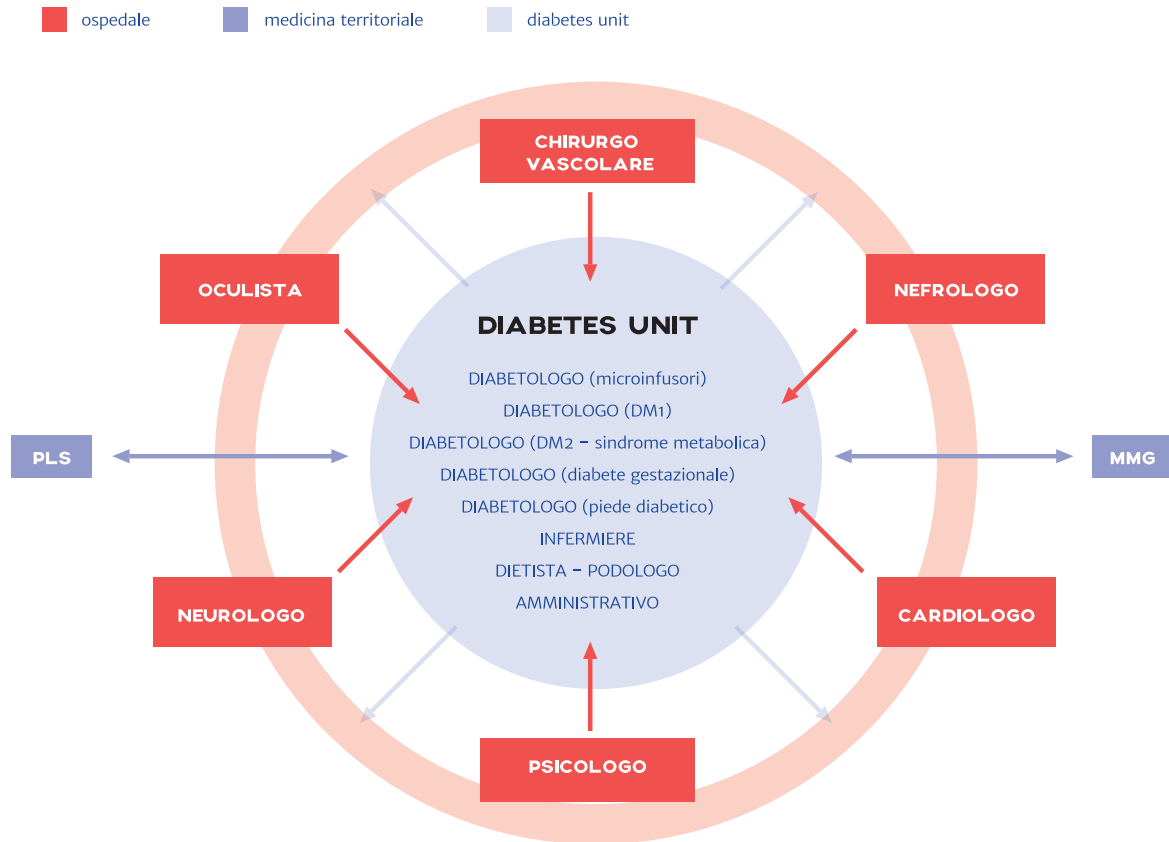 ospedale
medicina territoriale
diabetes unit
CHIRURGO
VASCOLARE
OCULISTA
NEFROLOGO
DIABETES UNIT
DIABETOLOGO (microinfusori)
DIABETOLOGO (DM1)
DIABETOLOGO (DM2 – sindrome metabolica)
PLS
MMG
DIABETOLOGO (diabete gestazionale)
DIABETOLOGO (piede diabetico)
INFERMIERE
DIETISTA – PODOLOGO
AMMINISTRATIVO
NEUROLOGO
CARDIOLOGO
PSICOLOGO